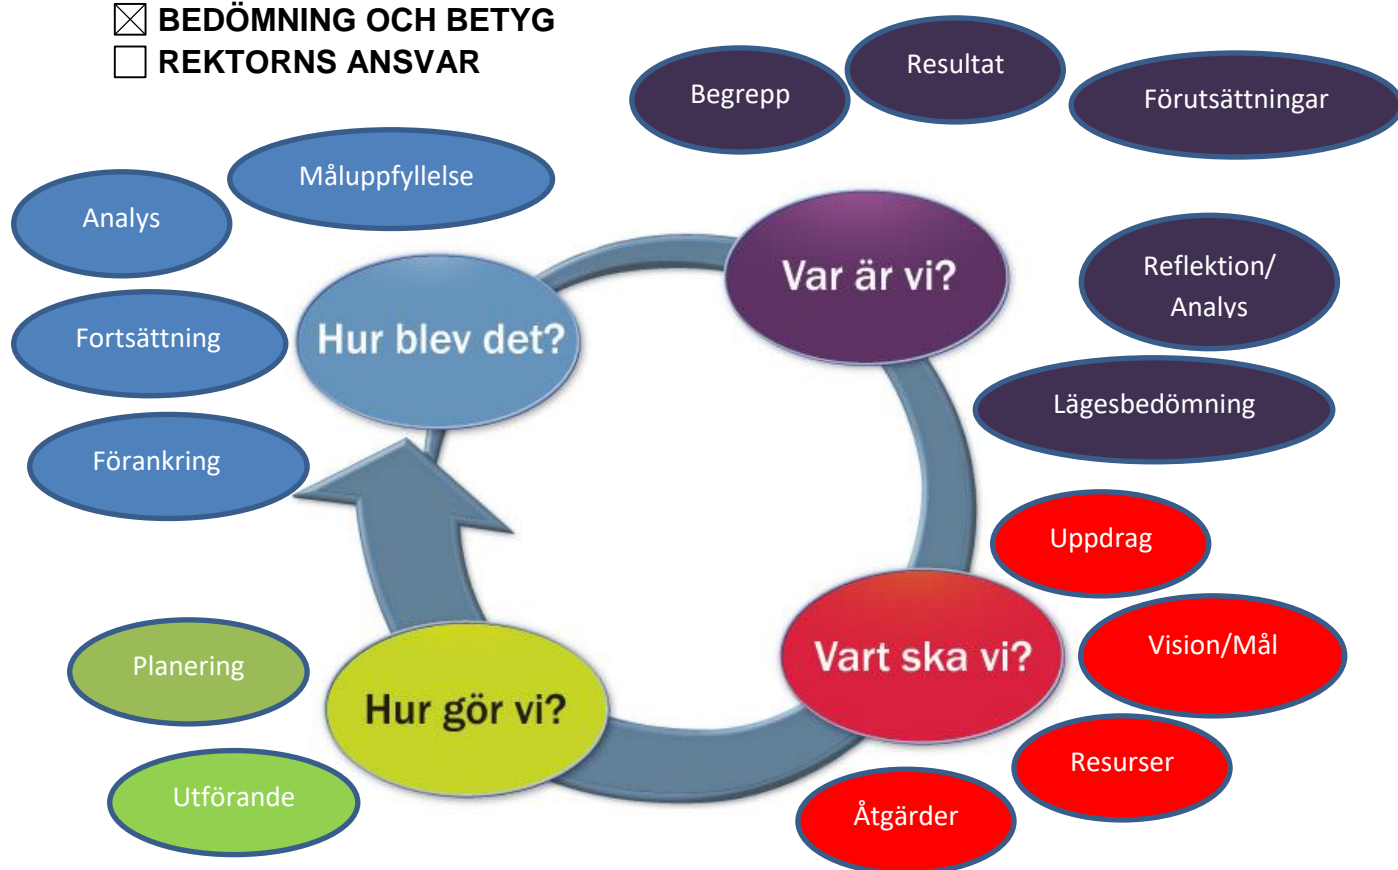 BEDÖMNING OCH BETYG
REKTORNS ANSVAR
Begrepp
Resultat
Förutsättningar
Måluppfyllelse
Analys
Var är vi?
Reflektion/
Analys
Hur blev det?
Fortsättning
Lägesbedömning
Förankring
Uppdrag
Vart ska vi?
Vision/Mål
Planering
Hur gör vi?
Resurser
Utförande
Åtgärder